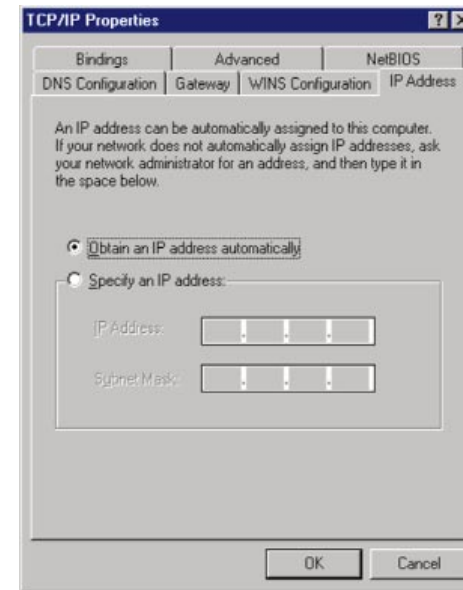 TCP/IP Properties
? X
Bindings Advanced NetBIOS
DNS Configuration Gateway WINS Configuration IP Address
An IP address can be automatically assigned to this computer.
If your network does not automatically assign IP addresses, ask
your network administrator for an address, and then type it in
the space below.
Obtain an IP address automatically
Specify an IP address:
IP Address:
Subnet Mask:
OK Cancel